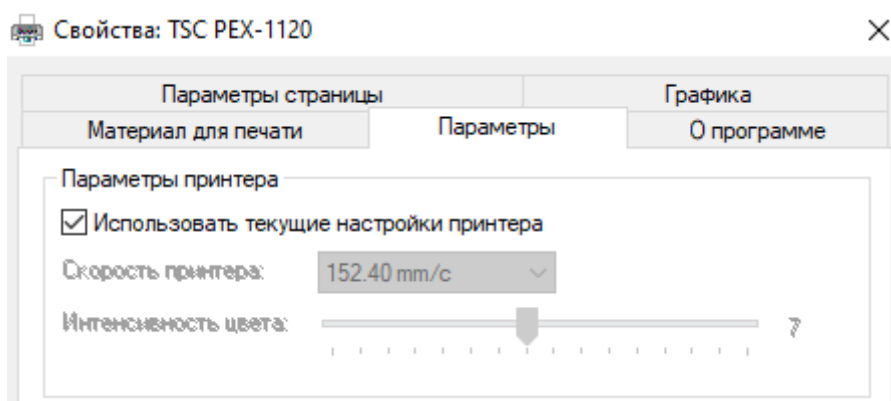 Свойства: TSC PEX-1120
Параметры страницы
Графика
Материал для печати
Параметры
О программе
Параметры принтера
Использовать текущие настройки принтера
Скорость принтера:
152.40 mm/c
Интенсивность цвета:
7